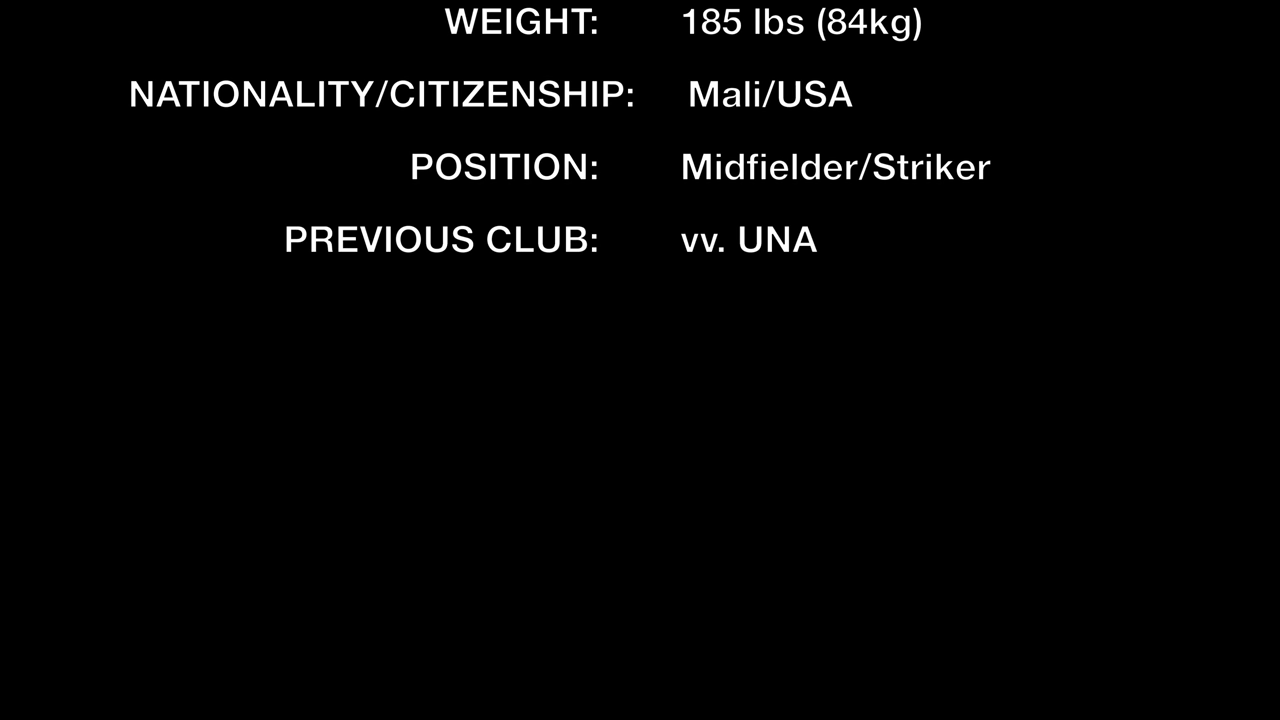 WEIGHT: 185 lbs (84kg)
NATIONALITY/CITIZENSHIP: Mali/USA
POSITION: Midfielder/Striker
PREVIOUS CLUB: vv. UNA